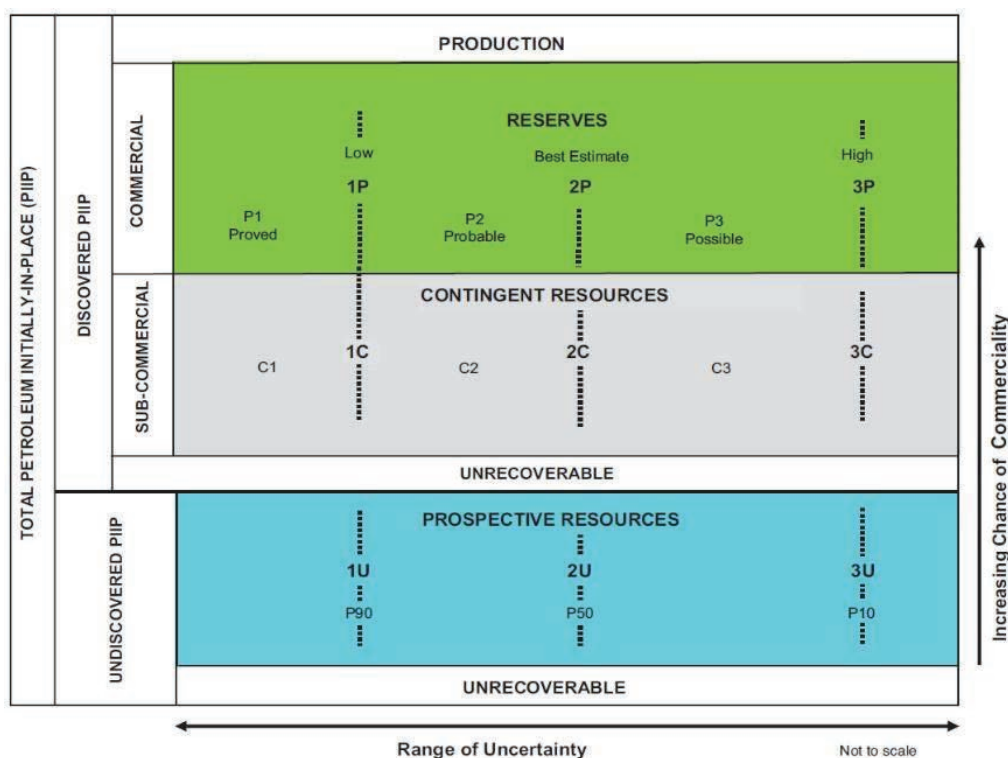 TOTAL PETROLEUM INITIALLY-IN-PLACE (PIIP)
DISCOVERED PIIP
UNDISCOVERED PIIP
COMMERCIAL
SUB-COMMERCIAL
PRODUCTION
RESERVES
Low
Best Estimate
High
1P
2P
3P
P1
Proved
P2
Probable
P3
Possible
CONTINGENT RESOURCES
1C
2C
3C
C1
C2
C3
UNRECOVERABLE
PROSPECTIVE RESOURCES
1U
2U
3U
P90
P50
P10
UNRECOVERABLE
Increasing Chance of Commerciality
Range of Uncertainty
Not to scale